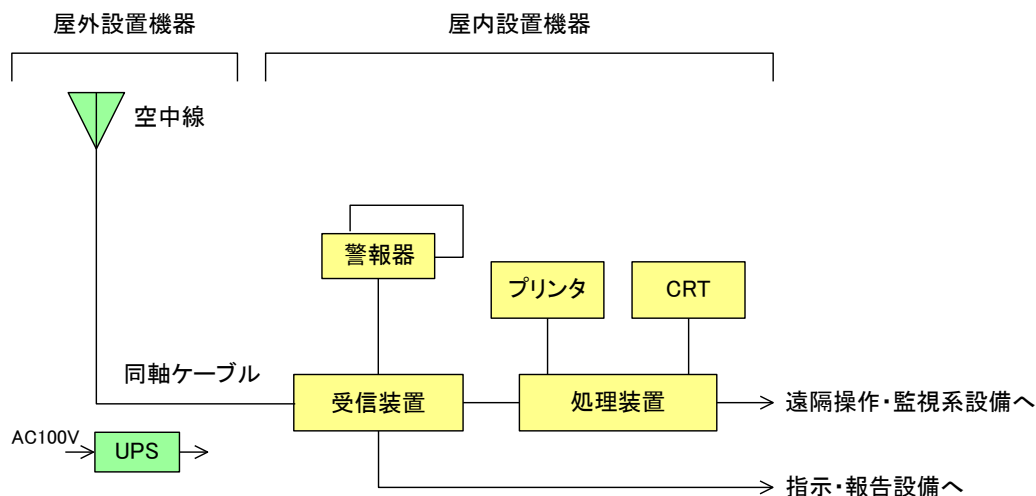 屋外設置機器
屋内設置機器
空中線
警報器
プリンタ
CRT
同軸ケーブル
受信装置
処理装置
遠隔操作・監視系設備へ
AC100V
UPS
指示・報告設備へ